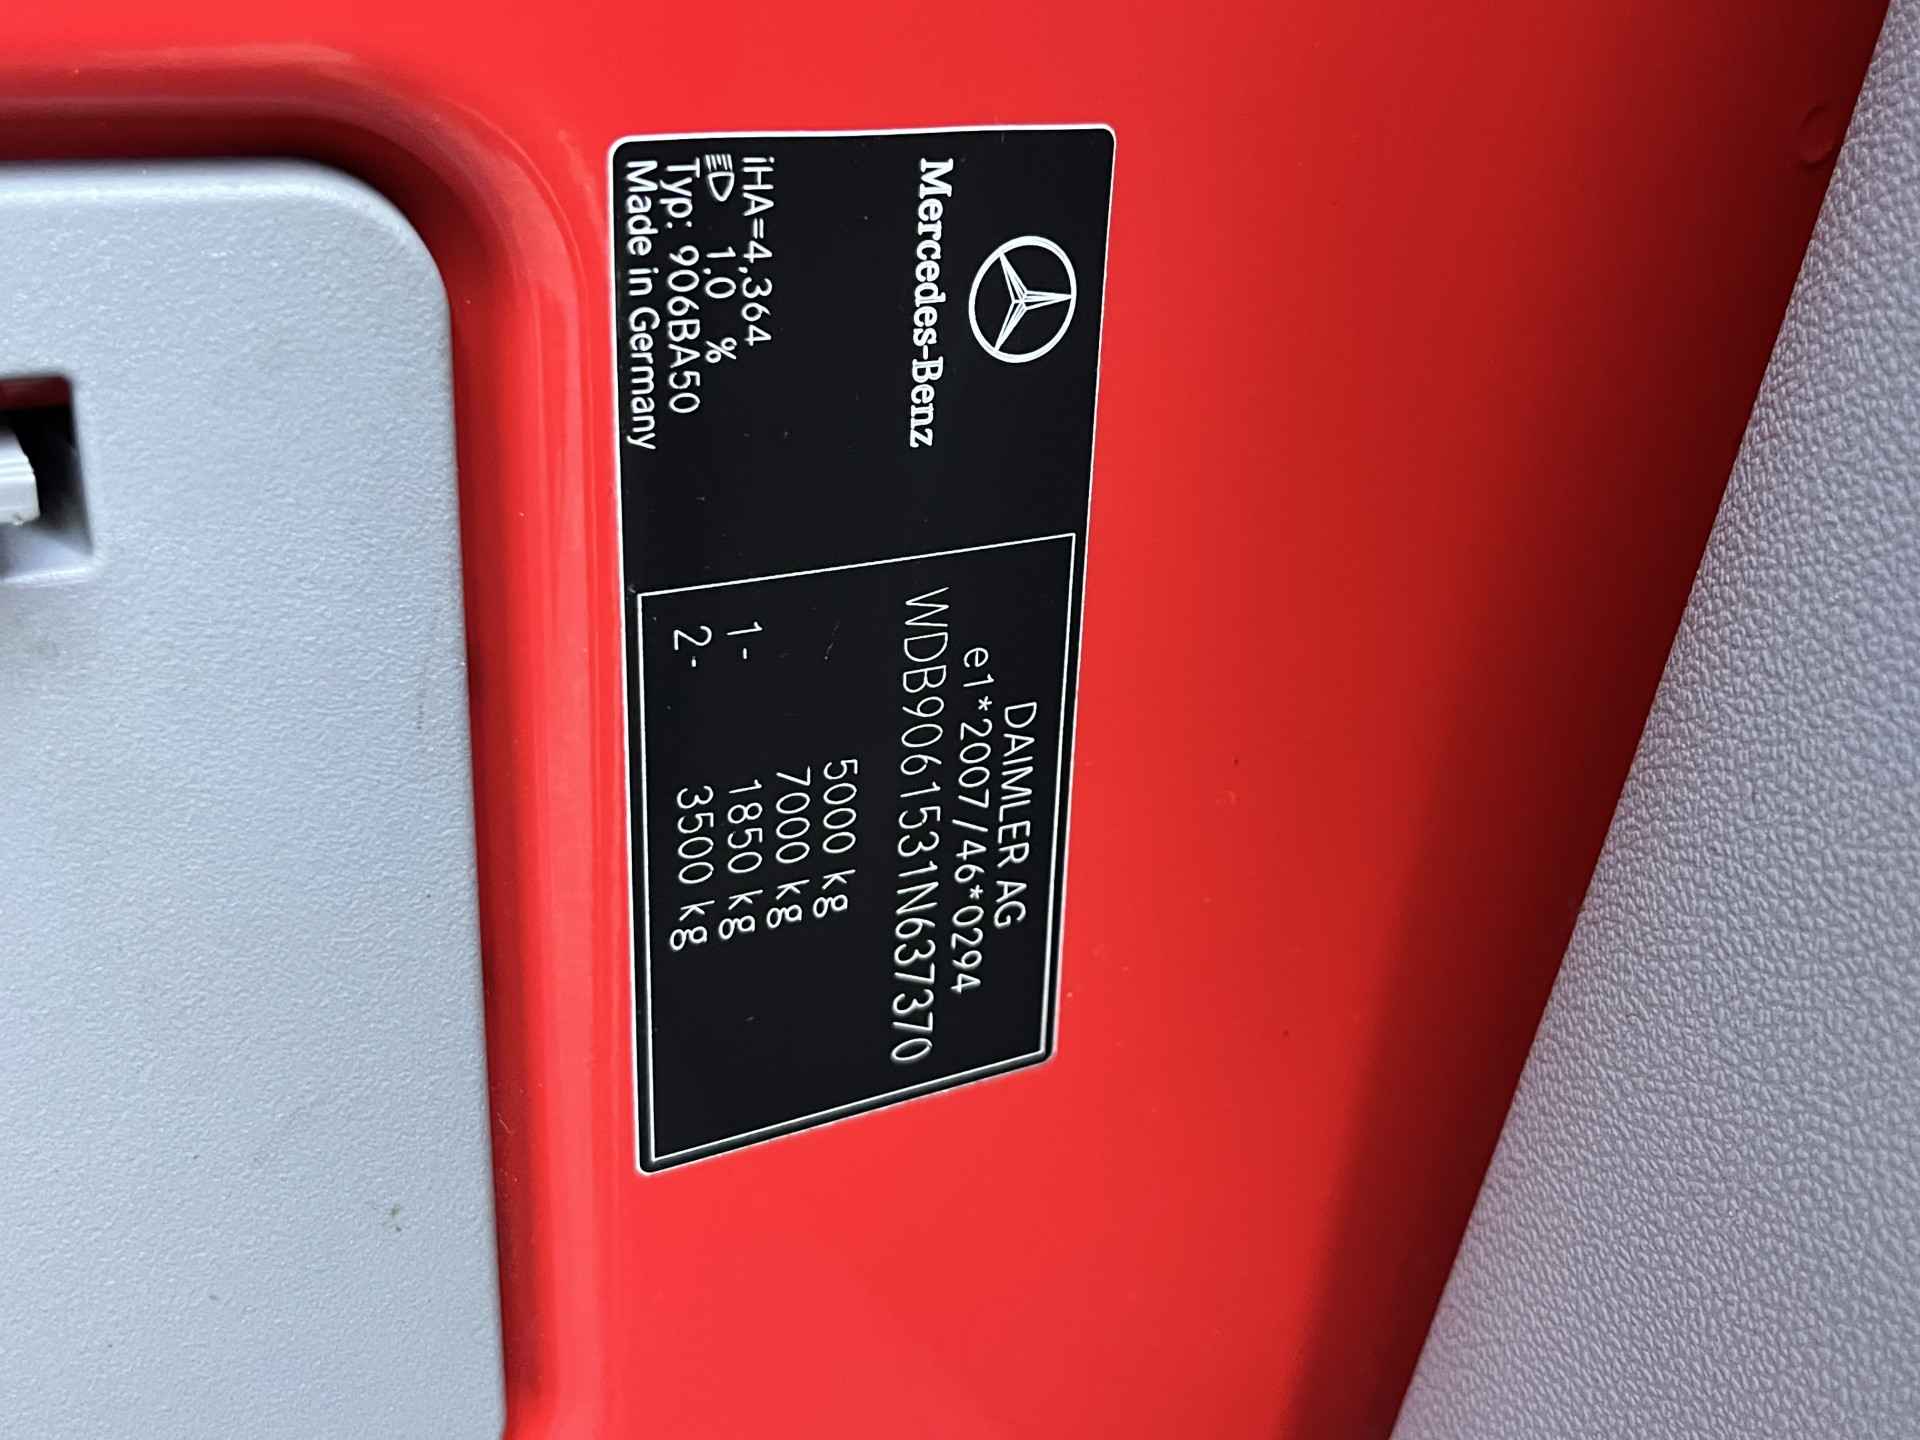 Mercedes-Benz
iHA=4,364
1,0 %
Typ: 906BA50
Made in Germany
DAIMLER AG
e1*2007/46*0294
WDB9061531N637370
5000 kg
7000 kg
1- 1850 kg
2- 3500 kg